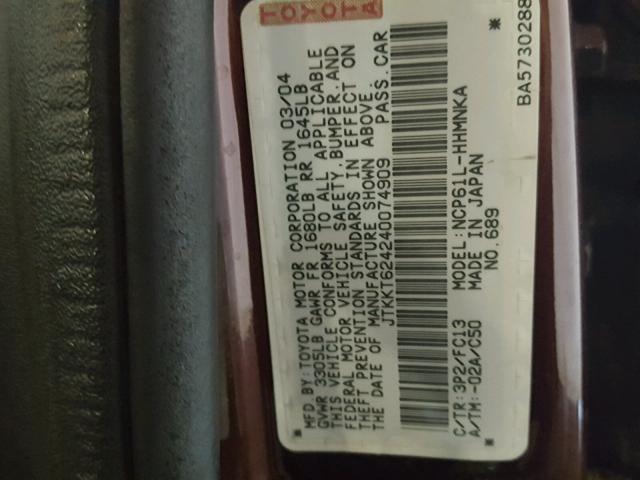 TOYOTA
MFD.BY:TOYOTA MOTOR CORPORATION 03/04
GVWR 3305LB GAWR FR 1680LB RR 1645LB
THIS VEHICLE CONFORMS TO ALL APPLICABLE
FEDERAL MOTOR VEHICLE SAFETY,BUMPER,AND
THEFT PREVENTION STANDARDS IN EFFECT ON
THE DATE OF MANUFACTURE SHOWN ABOVE.
JTKKT624240074909 PASS.CAR
C/TR:3P2/FC13 MODEL:NCP61L-HHMNKA
A/TM:-02A/C50 MADE IN JAPAN
* NO.689 *
BA5730288